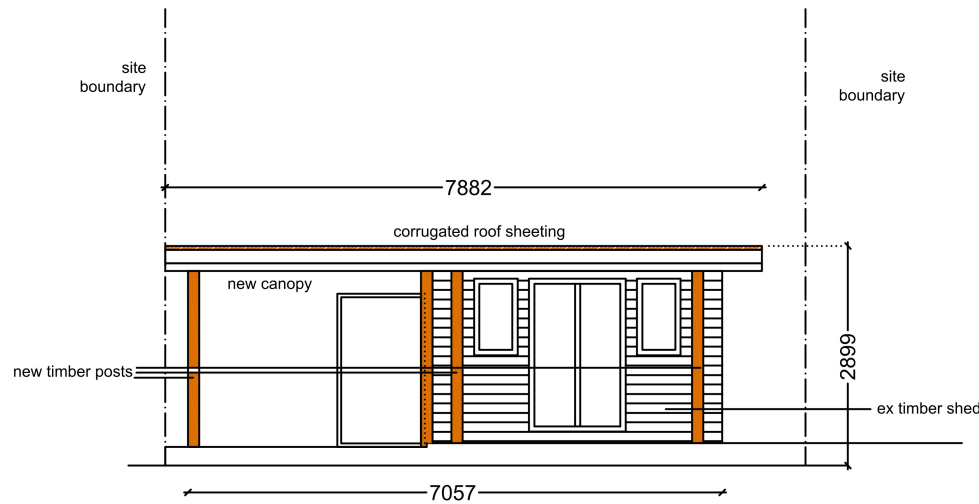 site
boundary
site
boundary
7882
corrugated roof sheeting
new canopy
2899
new timber posts
ex timber shed
7057